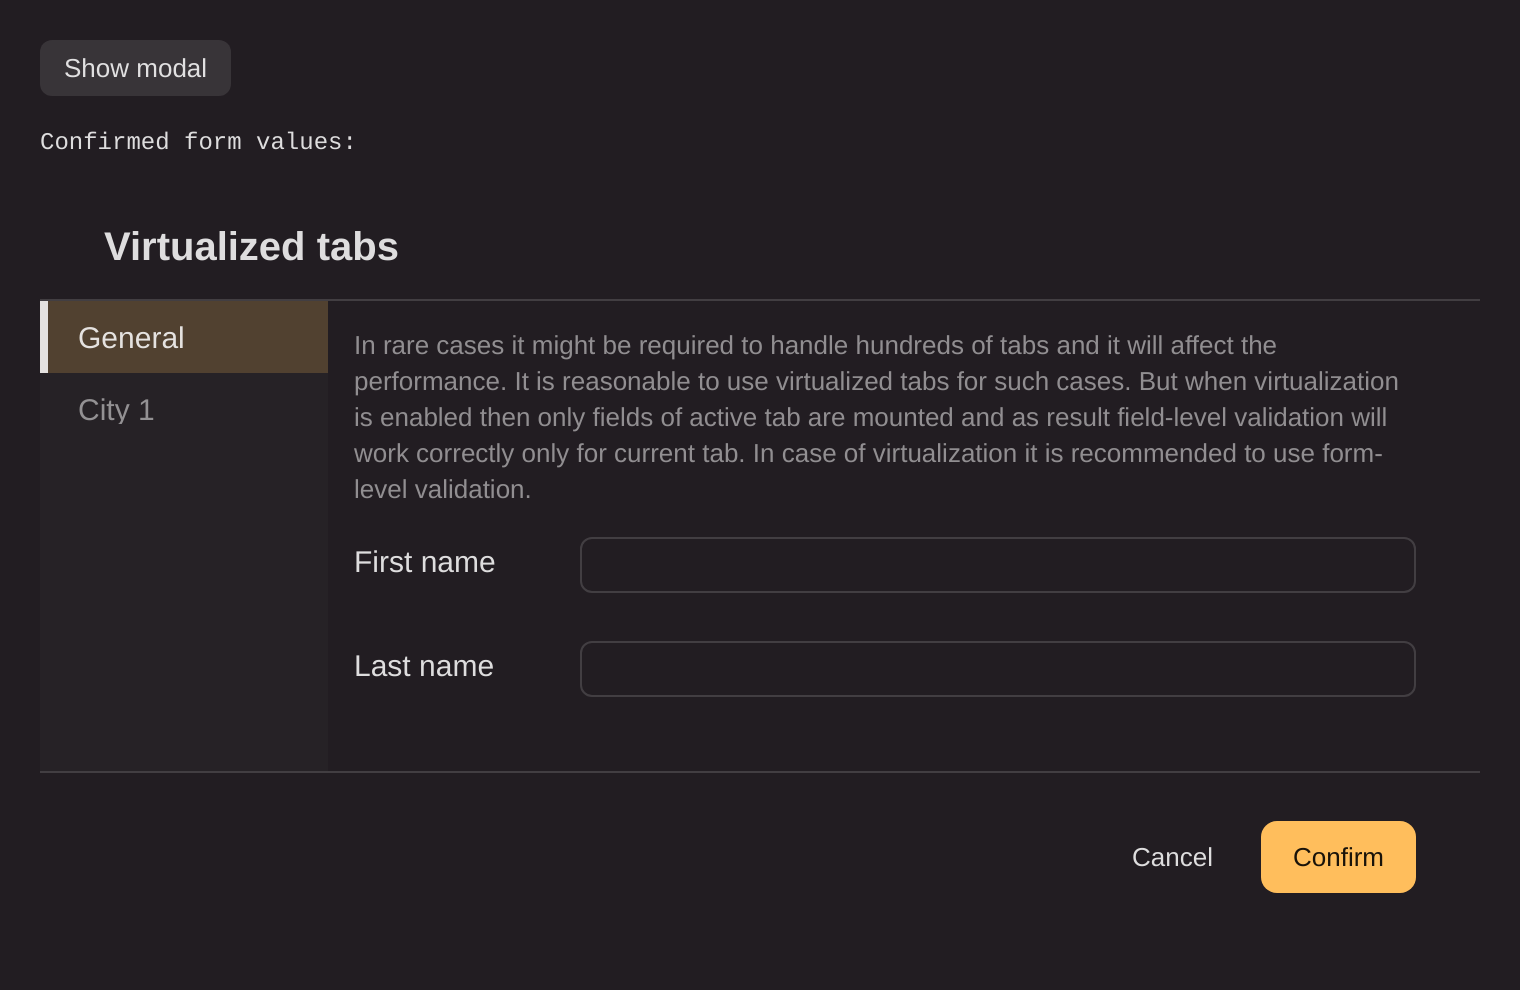 Show modal
Confirmed form values:
Virtualized tabs
General
City 1
In rare cases it might be required to handle hundreds of tabs and it will affect the
performance. It is reasonable to use virtualized tabs for such cases. But when virtualization
is enabled then only fields of active tab are mounted and as result field-level validation will
work correctly only for current tab. In case of virtualization it is recommended to use form-
level validation.
First name
Last name
Cancel
Confirm